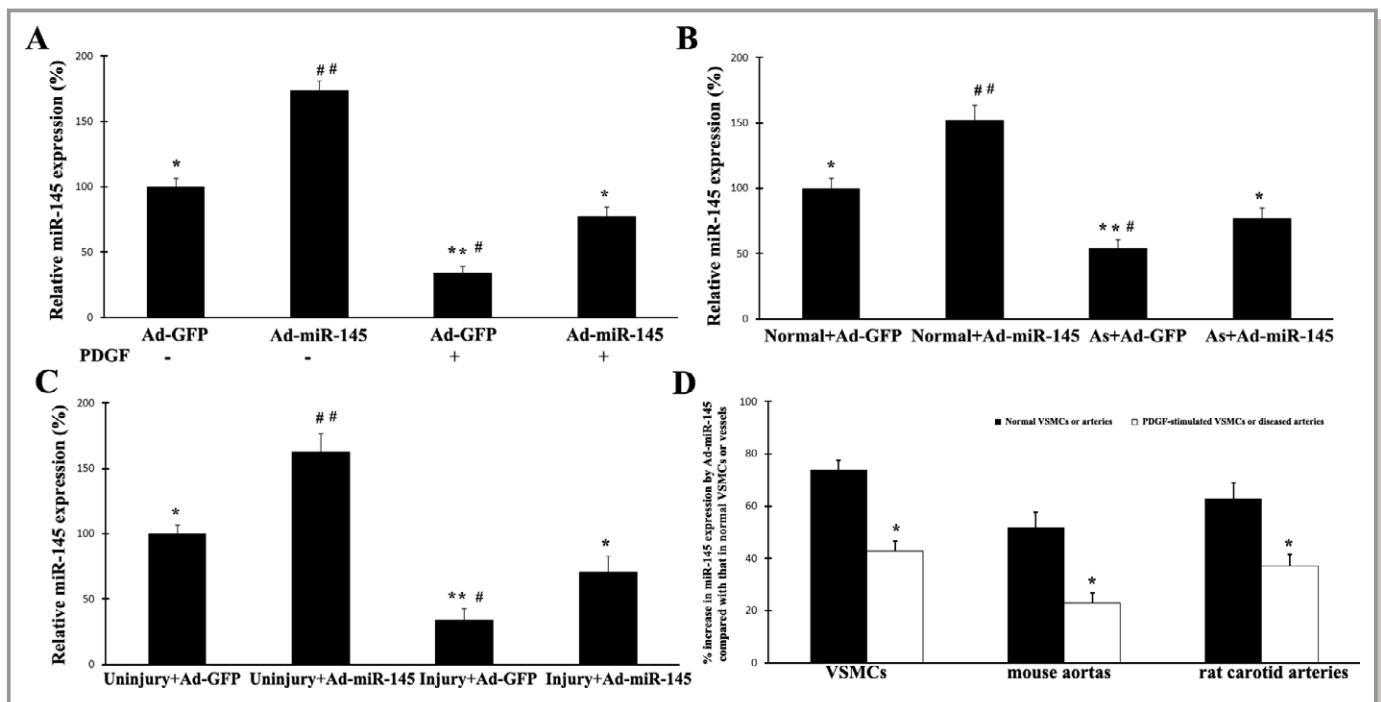 A
Relative miR-145 expression (%)
200
150
100
50
0
*
# #
** #
*
Ad-GFP Ad-miR-145 Ad-GFP Ad-miR-145
PDGF - - + +
B
Relative miR-145 expression (%)
200
150
100
50
0
*
# #
** #
*
Normal+Ad-GFP Normal+Ad-miR-145 As+Ad-GFP As+Ad-miR-145
C
Relative miR-145 expression (%)
200
150
100
50
0
*
# #
** #
*
Uninjury+Ad-GFP Uninjury+Ad-miR-145 Injury+Ad-GFP Injury+Ad-miR-145
D
% increase in miR-145 expression by Ad-miR-145
compared with that in normal VSMCs or vessels
100
80
60
40
20
0
Normal VSMCs or arteries PDGF-stimulated VSMCs or diseased arteries
*
*
*
VSMCs mouse aortas rat carotid arteries